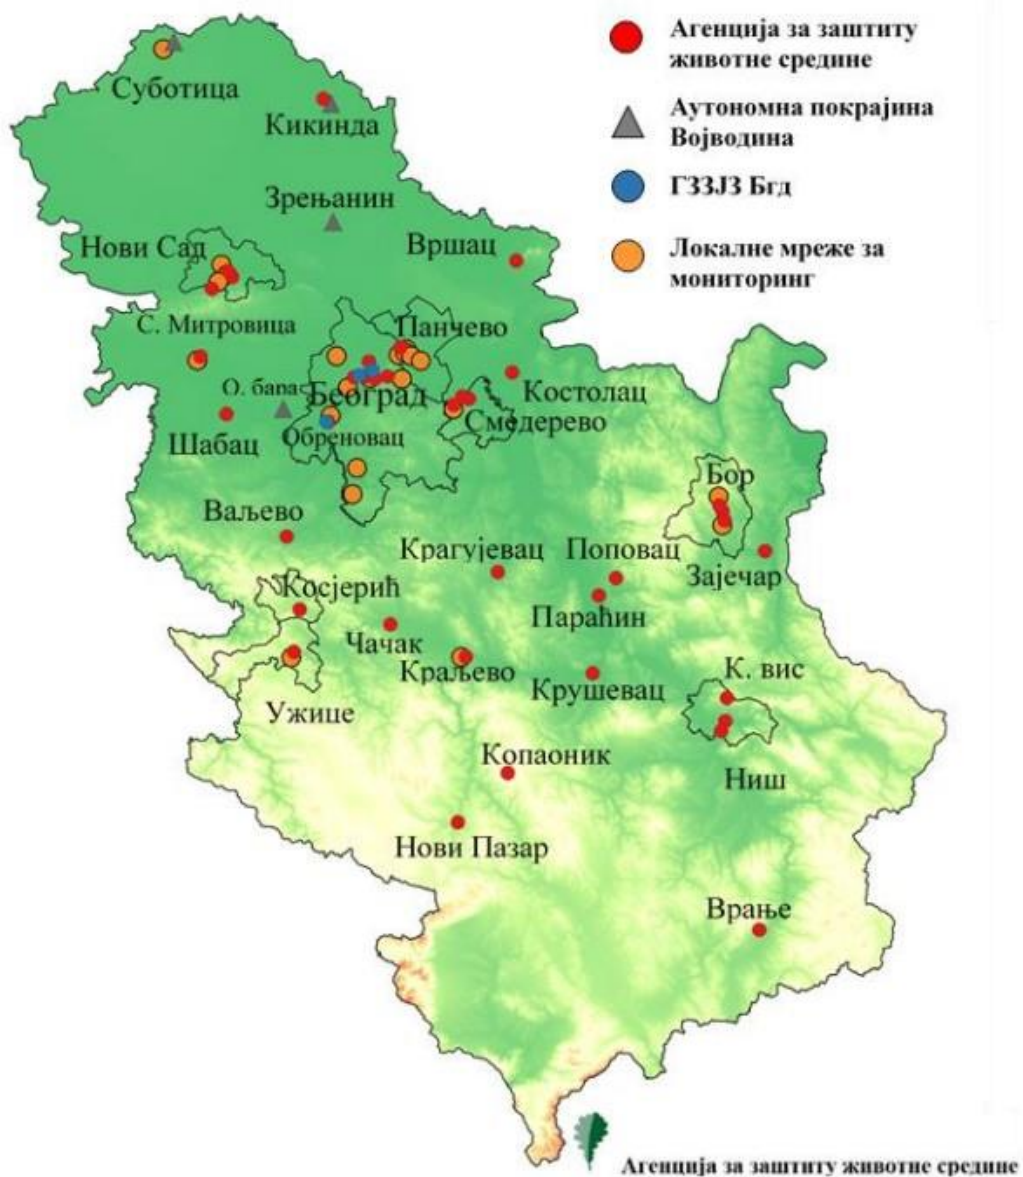 Агенција за заштиту
животне средине
Аутономна покрајина
Војводина
ГЗЗЈЗ Бгд
Локалне мреже за
мониторинг
Суботица
Кикинда
Зрењанин
Нови Сад
Вршац
С. Митровица
Панчево
О. бара
Београд
Костолац
Смедерево
Шабац
Обреновац
Бор
Ваљево
Крагујевац
Поповац
Зајечар
Косјерић
Параћин
Чачак
Краљево
Крушевац
К. вис
Ужице
Копаоник
Ниш
Нови Пазар
Врање
Агенција за заштиту животне средине